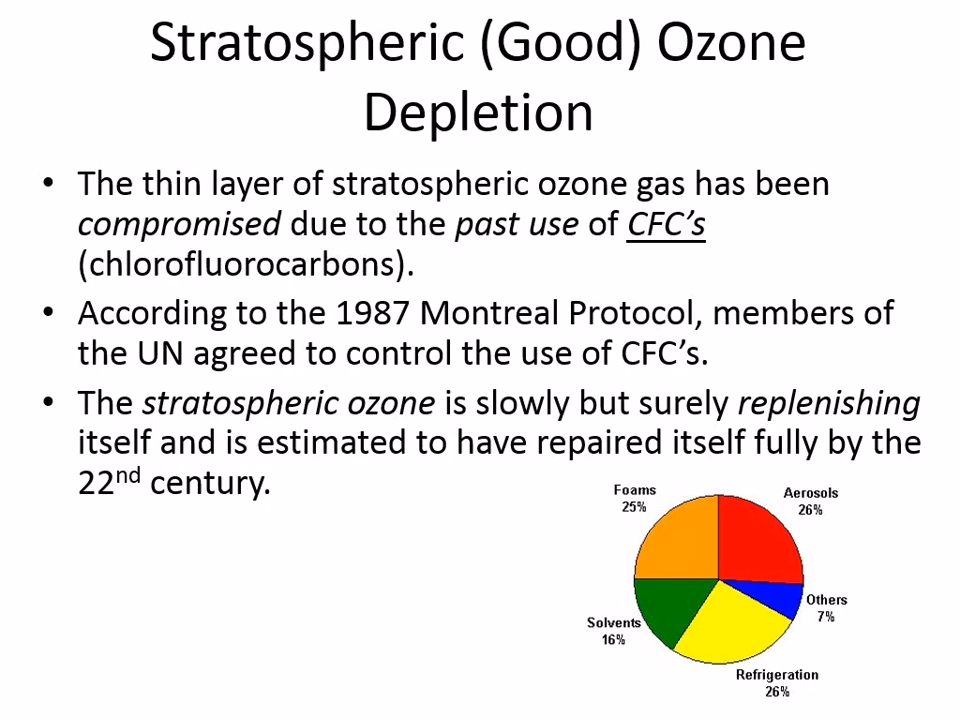 Stratospheric (Good) Ozone
Depletion
• The thin layer of stratospheric ozone gas has been
compromised due to the past use of CFC’s
(chlorofluorocarbons).
• According to the 1987 Montreal Protocol, members of
the UN agreed to control the use of CFC’s.
• The stratospheric ozone is slowly but surely replenishing
itself and is estimated to have repaired itself fully by the
22nd century.
Foams
25%
Aerosols
26%
Others
7%
Solvents
16%
Refrigeration
26%